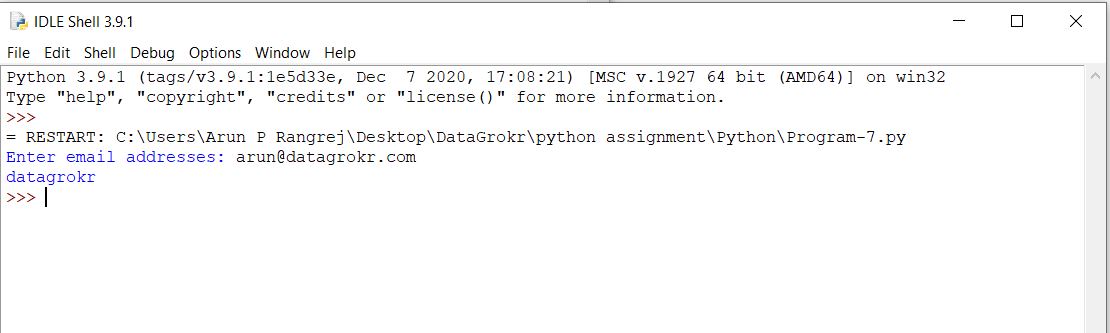 IDLE Shell 3.9.1
File Edit Shell Debug Options Window Help
Python 3.9.1 (tags/v3.9.1:1e5d33e, Dec  7 2020, 17:08:21) [MSC v.1927 64 bit (AMD64)] on win32
Type "help", "copyright", "credits" or "license()" for more information.
>>>
= RESTART: C:\Users\Arun P Rangrej\Desktop\DataGrokr\python assignment\Python\Program-7.py
Enter email addresses: arun@datagrokr.com
datagrokr
>>>